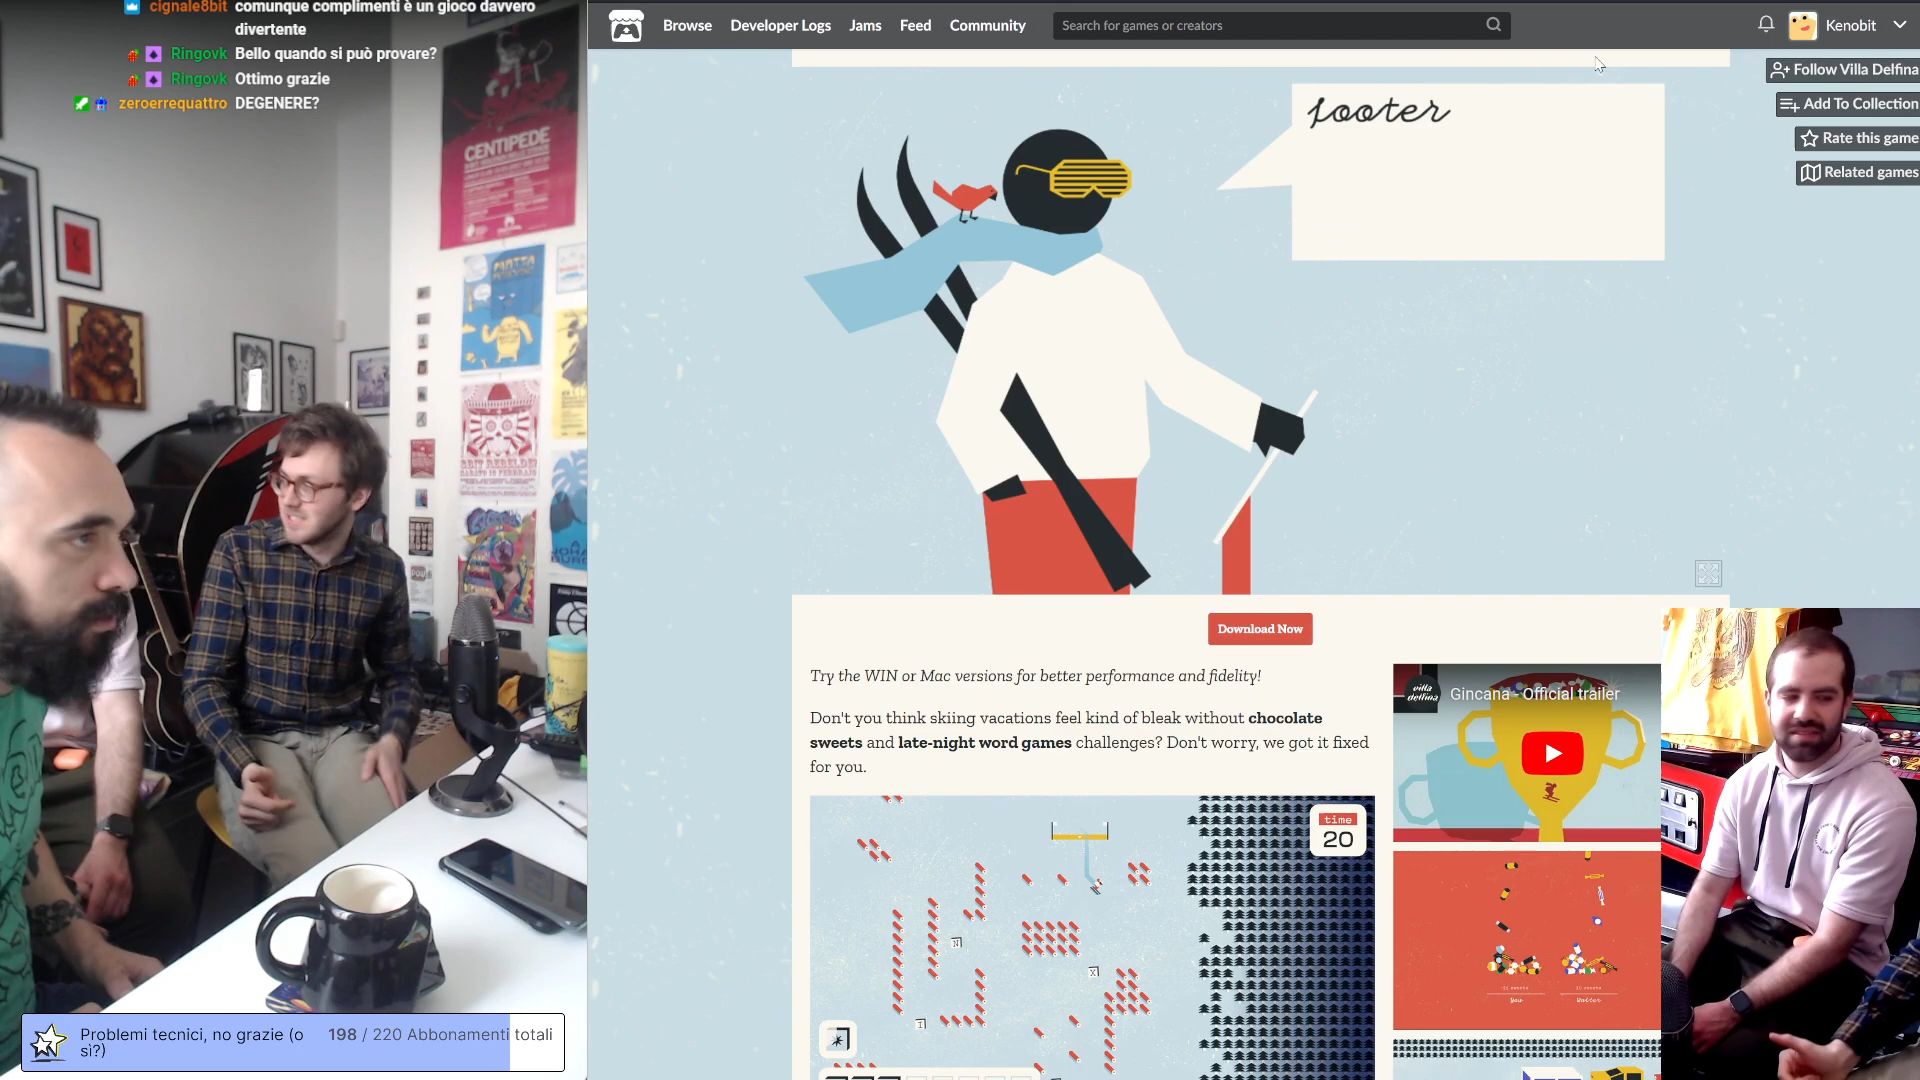 cignale8bit comunque complimenti è un gioco davvero
divertente
Ringovk Bello quando si può provare?
Ringovk Ottimo grazie
zeroerrequattro DEGENERE?
CENTIPEDE
Browse Developer Logs Jams Feed Community
Search for games or creators
Kenobit
Follow Villa Delfina
Add To Collection
Rate this game
Related games
footer
Download Now
Try the WIN or Mac versions for better performance and fidelity!
Don't you think skiing vacations feel kind of bleak without chocolate
sweets and late-night word games challenges? Don't worry, we got it fixed
for you.
villa
delfina
Gincana - Official trailer
time
20
N
X
I
You
Problemi tecnici, no grazie (o
sì?)
198 / 220 Abbonamenti totali